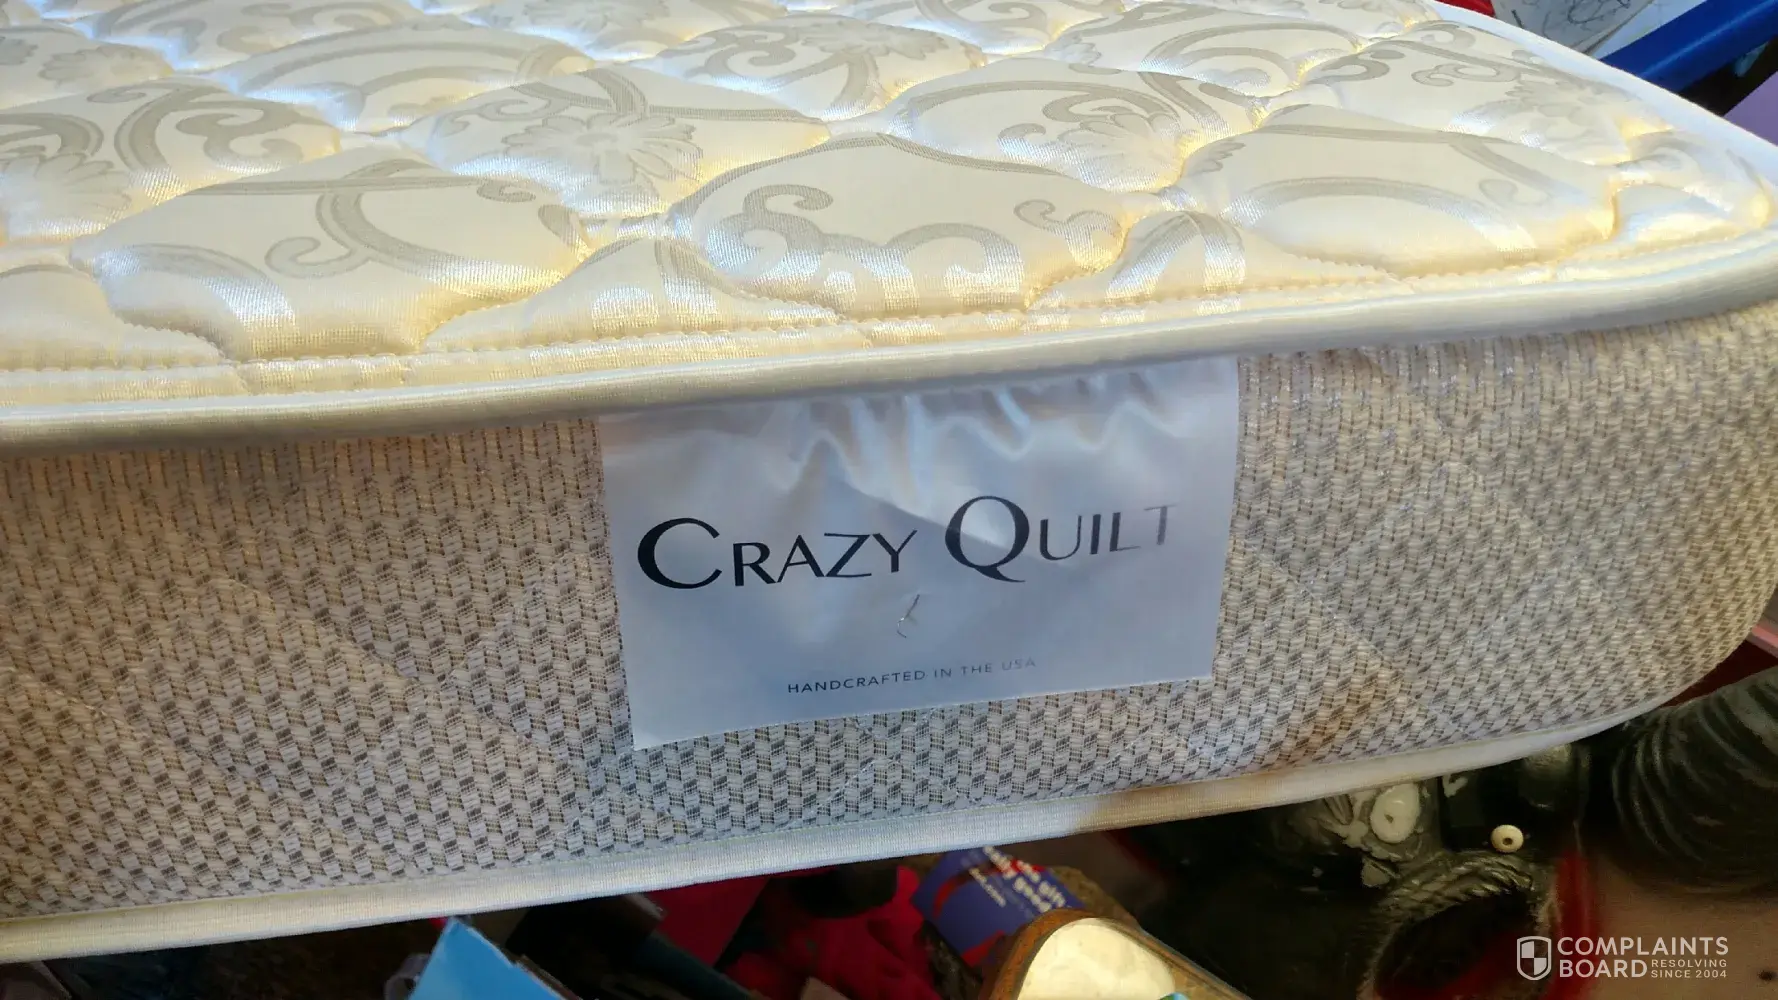 CRAZY QUILT
HANDCRAFTED IN THE USA
COMPLAINTS
BOARD RESOLVING
SINCE 2004